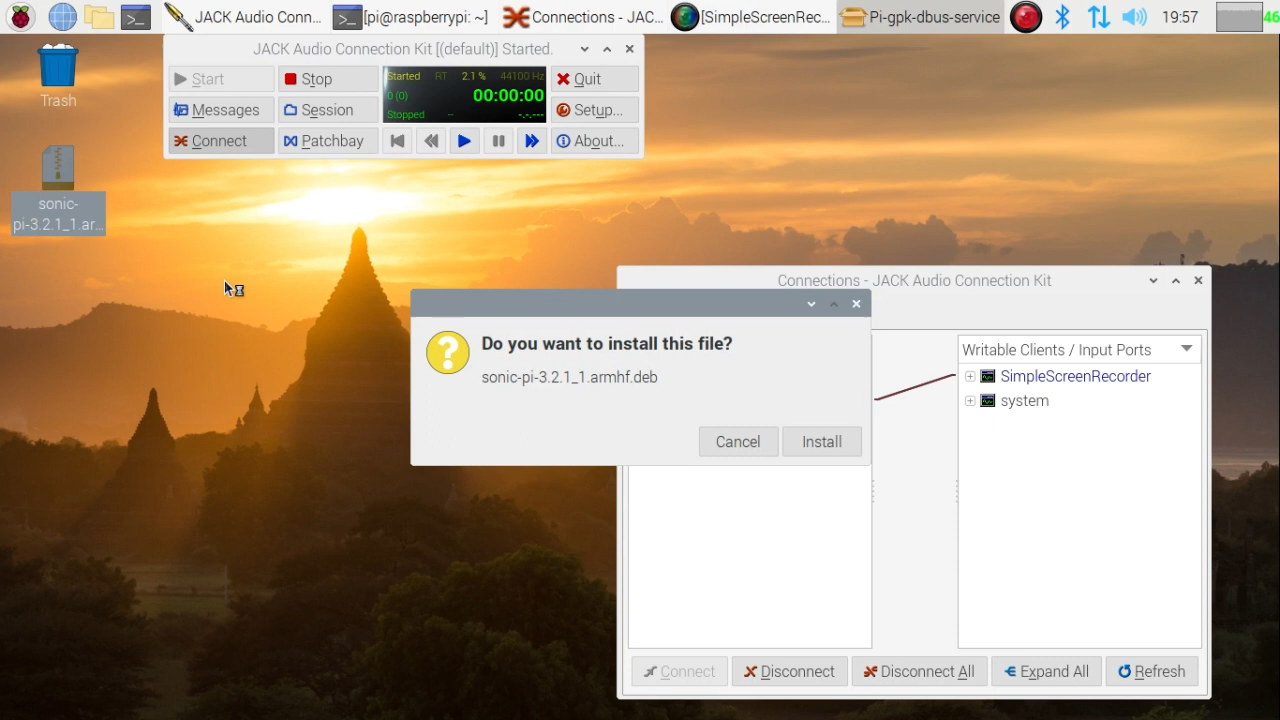 JACK Audio Conn...
[pi@raspberrypi: ~]
Connections - JAC...
[SimpleScreenRec...
Pi-gpk-dbus-service
19:57
46
Trash
sonic-
pi-3.2.1_1.ar...
JACK Audio Connection Kit [(default)] Started.
Start
Stop
Started RT 2.1 % 44100 Hz
Quit
Messages
Session
0 (0) 00:00:00
Setup...
Stopped -- -.-.---
Connect
Patchbay
About...
Connections - JACK Audio Connection Kit
Do you want to install this file?
sonic-pi-3.2.1_1.armhf.deb
Cancel
Install
Writable Clients / Input Ports
SimpleScreenRecorder
system
Connect
Disconnect
Disconnect All
Expand All
Refresh